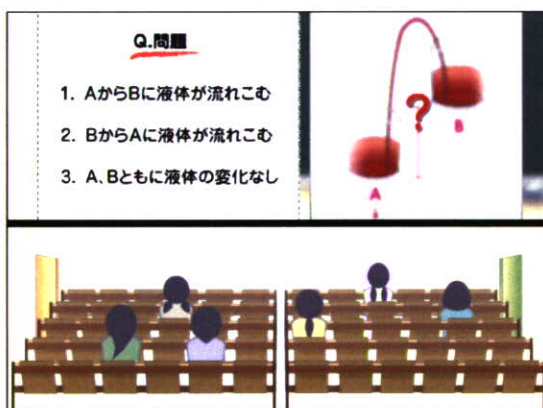 Q.問題
1. AからBに液体が流れこむ
2. BからAに液体が流れこむ
3. A、Bともに液体の変化なし
?
B
A